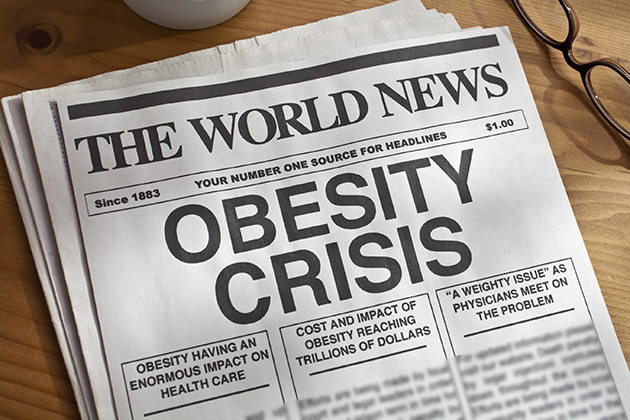 THE WORLD NEWS
Since 1883 YOUR NUMBER ONE SOURCE FOR HEADLINES $1.00
OBESITY
CRISIS
OBESITY HAVING AN
ENORMOUS IMPACT ON
HEALTH CARE
COST AND IMPACT OF
OBESITY REACHING
TRILLIONS OF DOLLARS
“A WEIGHTY ISSUE” AS
PHYSICIANS MEET ON
THE PROBLEM